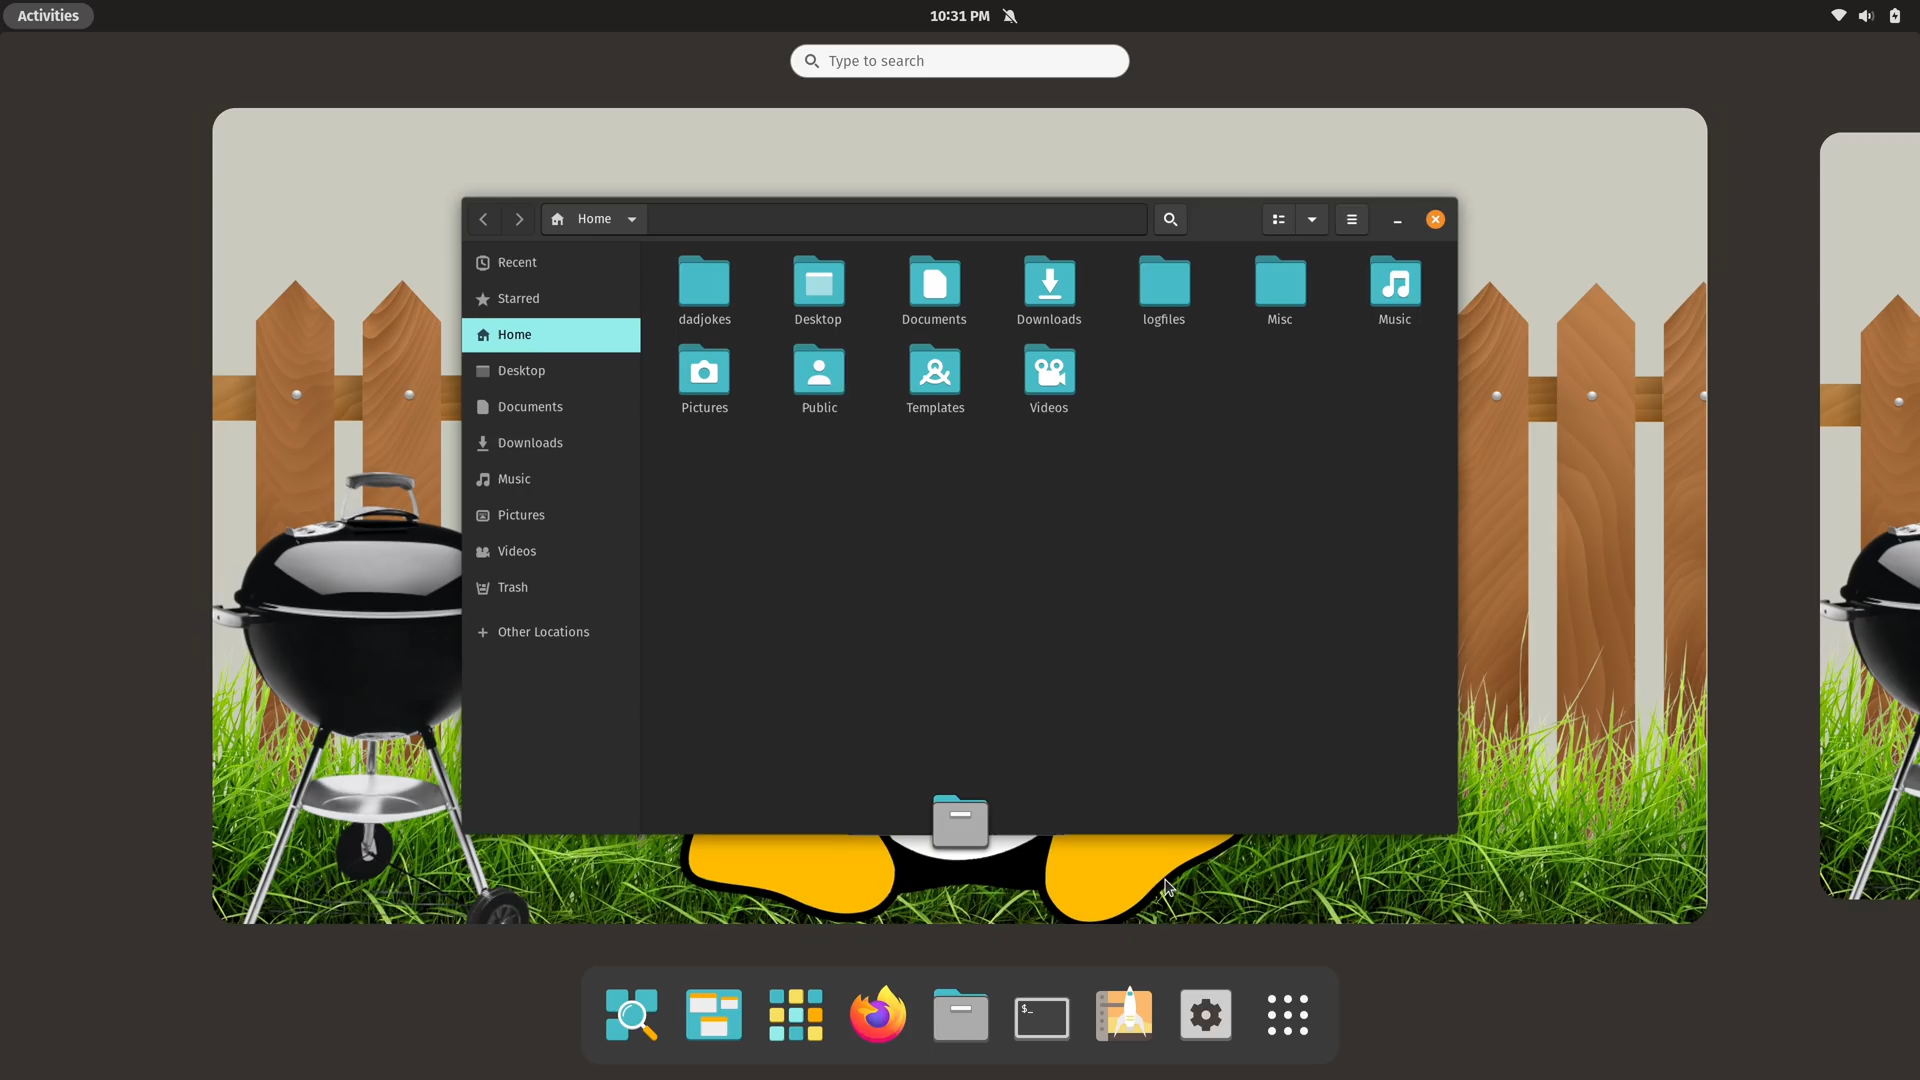 Activities
10:31 PM
Type to search
Home
Recent
Starred
Home
Desktop
Documents
Downloads
Music
Pictures
Videos
Trash
Other Locations
dadjokes Desktop Documents Downloads logfiles Misc Music
Pictures Public Templates Videos
$_